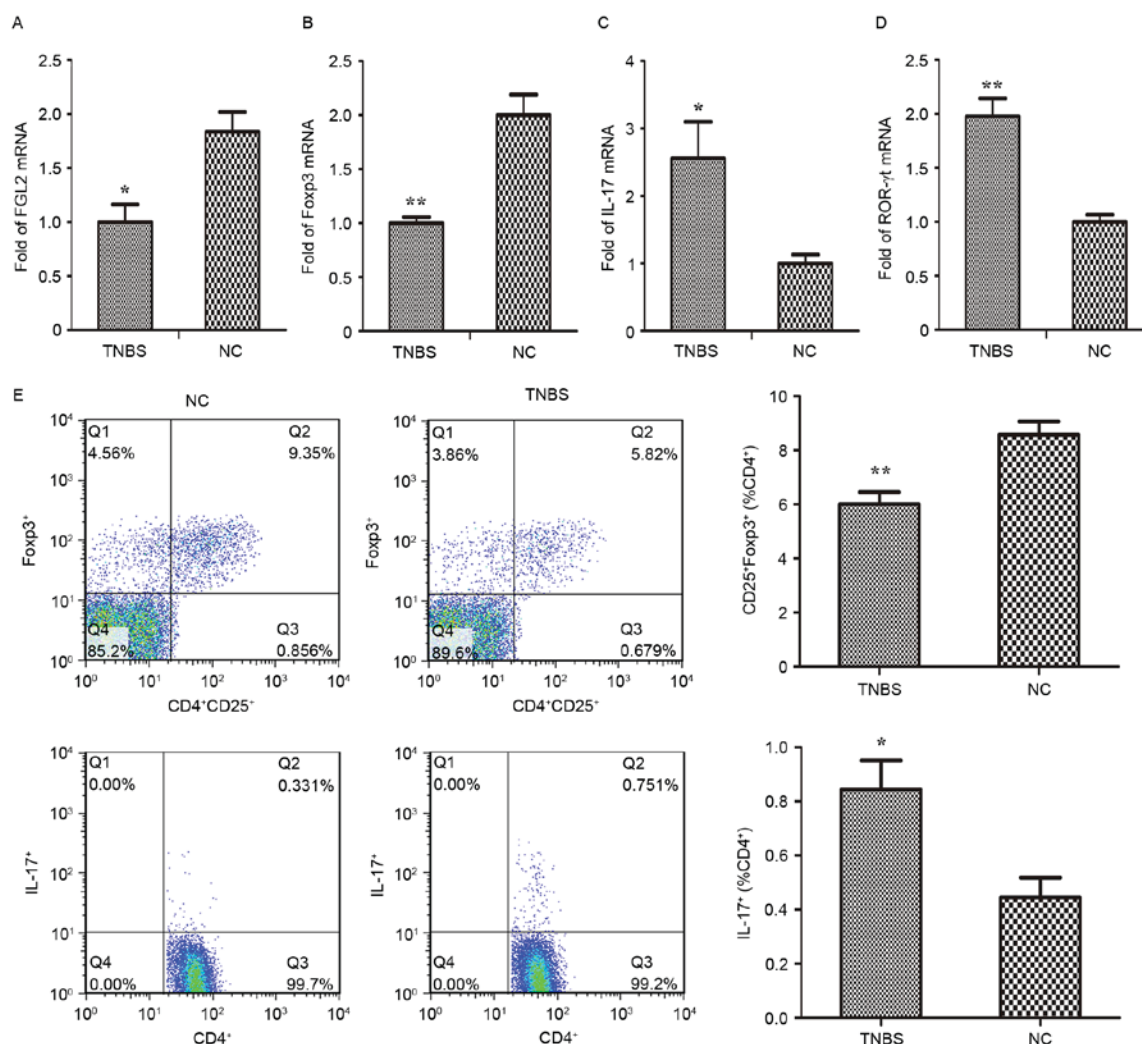 A
Fold of FGL2 mRNA
2.5
2.0
1.5
1.0
0.5
0
*
TNBS
NC
B
Fold of Foxp3 mRNA
2.5
2.0
1.5
1.0
0.5
0
**
TNBS
NC
C
Fold of IL-17 mRNA
4
3
2
1
0
*
TNBS
NC
D
Fold of ROR-γt mRNA
2.5
2.0
1.5
1.0
0.5
0
**
TNBS
NC
E
NC
Foxp3⁺
10⁴
10³
10²
10¹
10⁰
Q1
4.56%
Q2
9.35%
Q4
85.2%
Q3
0.856%
10⁰ 10¹ 10² 10³ 10⁴
CD4⁺CD25⁺
TNBS
Foxp3⁺
10⁴
10³
10²
10¹
10⁰
Q1
3.86%
Q2
5.82%
Q4
89.6%
Q3
0.679%
10⁰ 10¹ 10² 10³ 10⁴
CD4⁺CD25⁺
CD25⁺Foxp3⁺ (%CD4⁺)
10
8
6
4
2
0
**
TNBS
NC
IL-17⁺
10⁴
10³
10²
10¹
10⁰
Q1
0.00%
Q2
0.331%
Q4
0.00%
Q3
99.7%
10⁰ 10¹ 10² 10³ 10⁴
CD4⁺
IL-17⁺
10⁴
10³
10²
10¹
10⁰
Q1
0.00%
Q2
0.751%
Q4
0.00%
Q3
99.2%
10⁰ 10¹ 10² 10³ 10⁴
CD4⁺
IL-17⁺ (%CD4⁺)
1.0
0.8
0.6
0.4
0.2
0.0
*
TNBS
NC